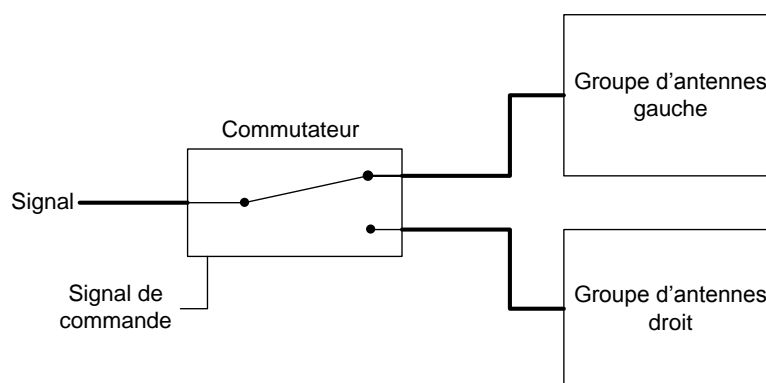 Groupe d’antennes
gauche
Commutateur
Signal
Signal de
commande
Groupe d’antennes
droit